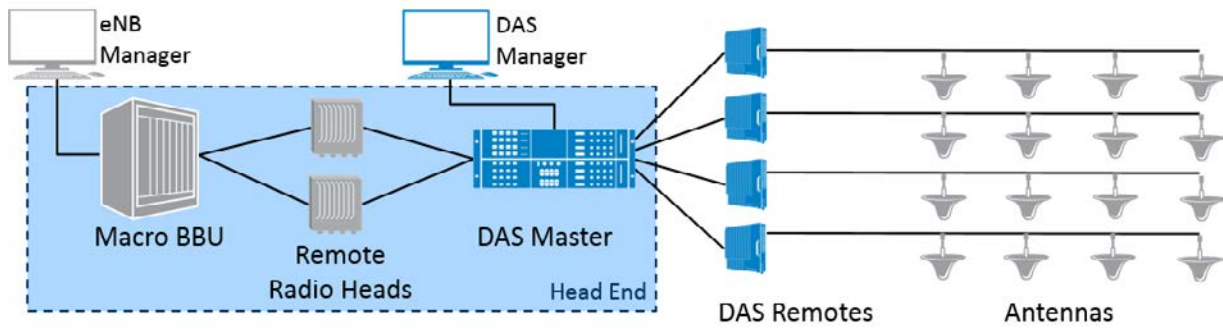 eNB
Manager
DAS
Manager
Macro BBU
Remote
Radio Heads
DAS Master
Head End
DAS Remotes
Antennas